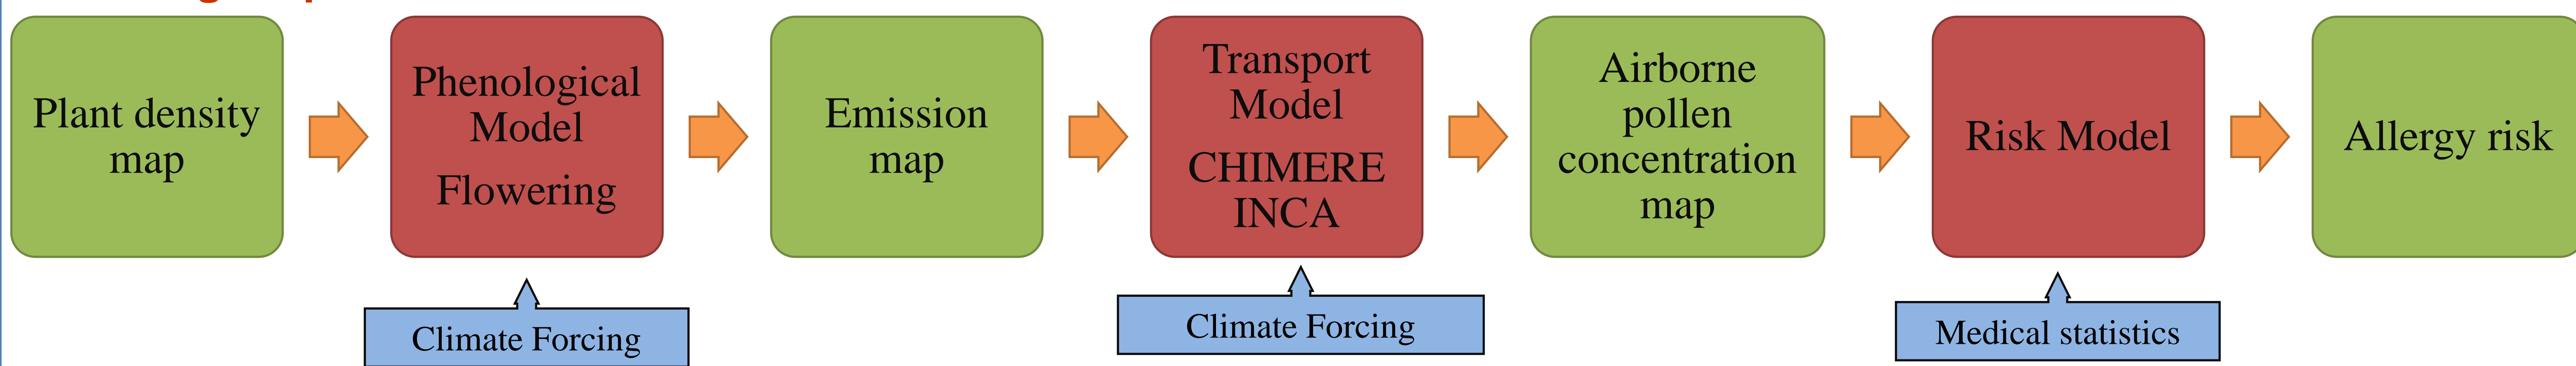 Plant density
map
Phenological
Model
Flowering
Emission
map
Transport
Model
CHIMERE
INCA
Airborne
pollen
concentration
map
Risk Model
Allergy risk
Climate Forcing
Climate Forcing
Medical statistics